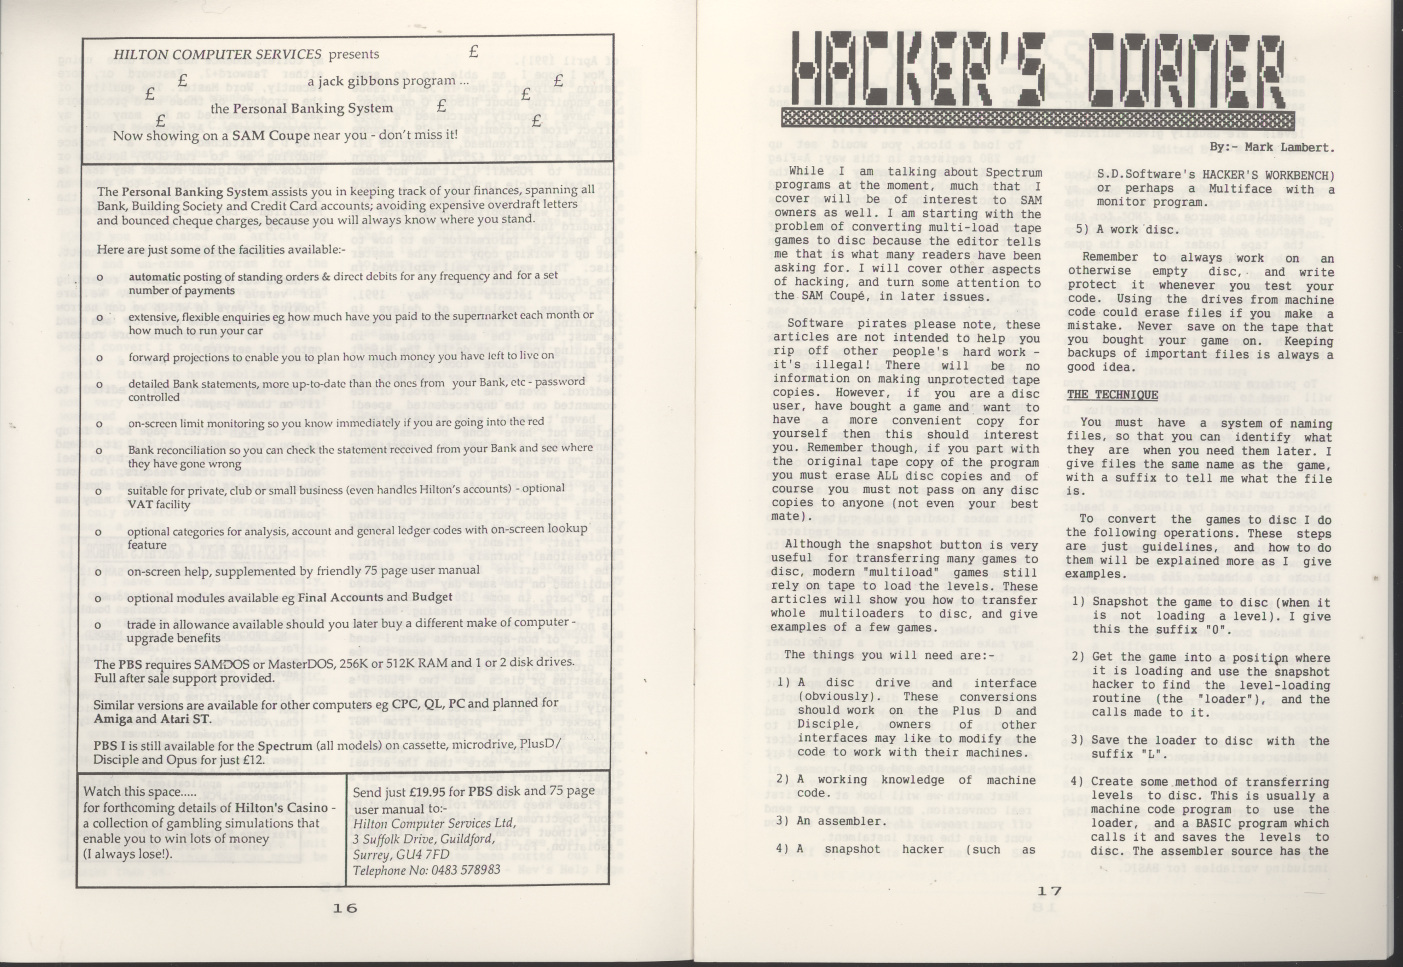 HILTON COMPUTER SERVICES presents £
£ a jack gibbons program ... £
£ £
the Personal Banking System £
£ £
Now showing on a SAM Coupe near you - don't miss it!
The Personal Banking System assists you in keeping track of your finances, spanning all
Bank, Building Society and Credit Card accounts; avoiding expensive overdraft letters
and bounced cheque charges, because you will always know where you stand.
Here are just some of the facilities available:-
o automatic posting of standing orders & direct debits for any frequency and for a set
number of payments
o extensive, flexible enquiries eg how much have you paid to the supermarket each month or
how much to run your car
o forward projections to enable you to plan how much money you have left to live on
o detailed Bank statements, more up-to-date than the ones from your Bank, etc - password
controlled
o on-screen limit monitoring so you know immediately if you are going into the red
o Bank reconciliation so you can check the statement received from your Bank and see where
they have gone wrong
o suitable for private, club or small business (even handles Hilton's accounts) - optional
VAT facility
o optional categories for analysis, account and general ledger codes with on-screen lookup
feature
o on-screen help, supplemented by friendly 75 page user manual
o optional modules available eg Final Accounts and Budget
o trade in allowance available should you later buy a different make of computer -
upgrade benefits
The PBS requires SAMDOS or MasterDOS, 256K or 512K RAM and 1 or 2 disk drives.
Full after sale support provided.
Similar versions are available for other computers eg CPC, QL, PC and planned for
Amiga and Atari ST.
PBS I is still available for the Spectrum (all models) on cassette, microdrive, PlusD/
Disciple and Opus for just £12.
Watch this space.....
for forthcoming details of Hilton's Casino -
a collection of gambling simulations that
enable you to win lots of money
(I always lose!).
Send just £19.95 for PBS disk and 75 page
user manual to:-
Hilton Computer Services Ltd,
3 Suffolk Drive, Guildford,
Surrey, GU4 7FD
Telephone No: 0483 578983
16
HACKER'S CORNER
By:- Mark Lambert.
While I am talking about Spectrum
programs at the moment, much that I
cover will be of interest to SAM
owners as well. I am starting with the
problem of converting multi-load tape
games to disc because the editor tells
me that is what many readers have been
asking for. I will cover other aspects
of hacking, and turn some attention to
the SAM Coupé, in later issues.
Software pirates please note, these
articles are not intended to help you
rip off other people's hard work -
it's illegal! There will be no
information on making unprotected tape
copies. However, if you are a disc
user, have bought a game and want to
have a more convenient copy for
yourself then this should interest
you. Remember though, if you part with
the original tape copy of the program
you must erase ALL disc copies and of
course you must not pass on any disc
copies to anyone (not even your best
mate).
Although the snapshot button is very
useful for transferring many games to
disc, modern "multiload" games still
rely on tape to load the levels. These
articles will show you how to transfer
whole multiloaders to disc, and give
examples of a few games.
The things you will need are:-
1) A disc drive and interface
(obviously). These conversions
should work on the Plus D and
Disciple, owners of other
interfaces may like to modify the
code to work with their machines.
2) A working knowledge of machine
code.
3) An assembler.
4) A snapshot hacker (such as
S.D.Software's HACKER'S WORKBENCH)
or perhaps a Multiface with a
monitor program.
5) A work disc.
Remember to always work on an
otherwise empty disc, and write
protect it whenever you test your
code. Using the drives from machine
code could erase files if you make a
mistake. Never save on the tape that
you bought your game on. Keeping
backups of important files is always a
good idea.
THE TECHNIQUE
You must have a system of naming
files, so that you can identify what
they are when you need them later. I
give files the same name as the game,
with a suffix to tell me what the file
is.
To convert the games to disc I do
the following operations. These steps
are just guidelines, and how to do
them will be explained more as I give
examples.
1) Snapshot the game to disc (when it
is not loading a level). I give
this the suffix "0".
2) Get the game into a position where
it is loading and use the snapshot
hacker to find the level-loading
routine (the "loader"), and the
calls made to it.
3) Save the loader to disc with the
suffix "L".
4) Create some method of transferring
levels to disc. This is usually a
machine code program to use the
loader, and a BASIC program which
calls it and saves the levels to
disc. The assembler source has the
17